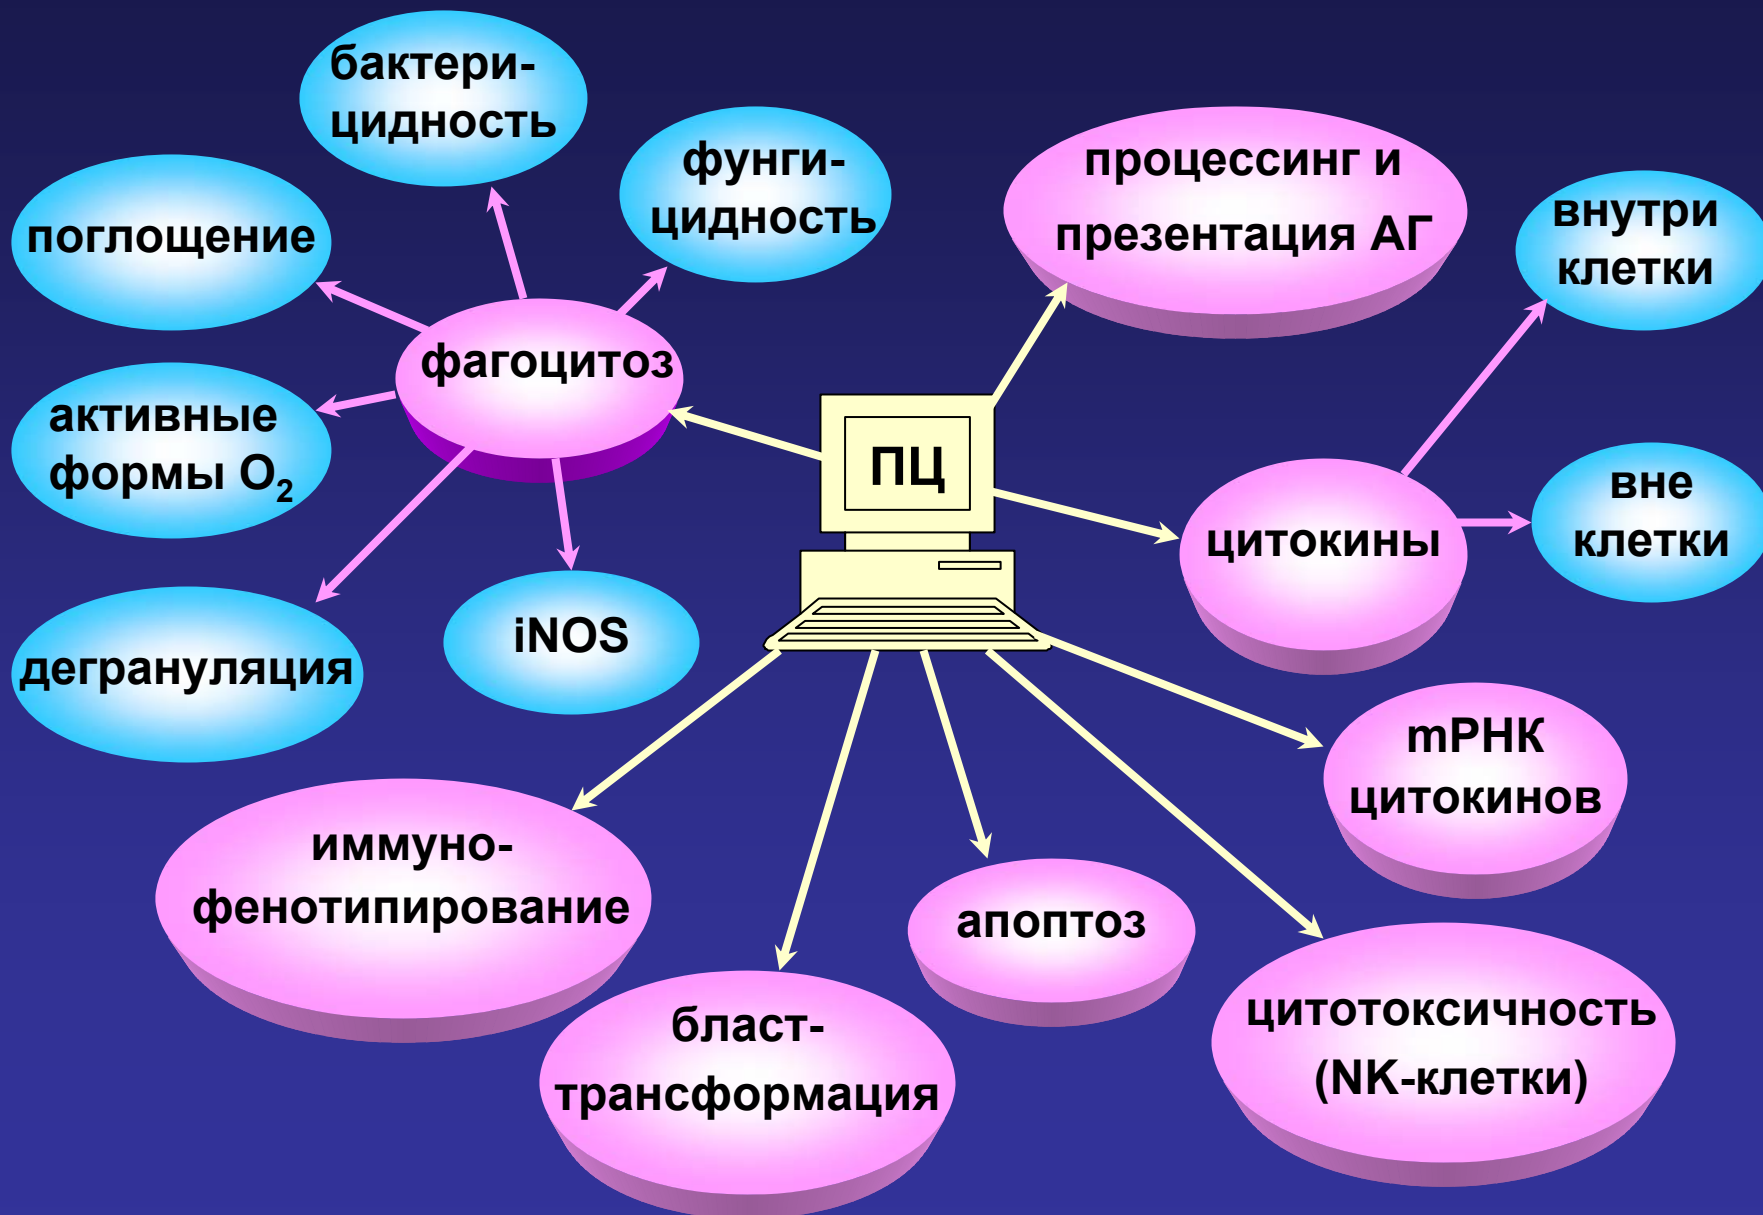 бактери-
цидность
фунги-
цидность
поглощение
фагоцитоз
активные
формы O₂
дегрануляция
iNOS
процессинг и
презентация АГ
внутри
клетки
вне
клетки
цитокины
ПЦ
mРНК
цитокинов
иммуно-
фенотипирование
бласт-
трансформация
апоптоз
цитотоксичность
(NK-клетки)